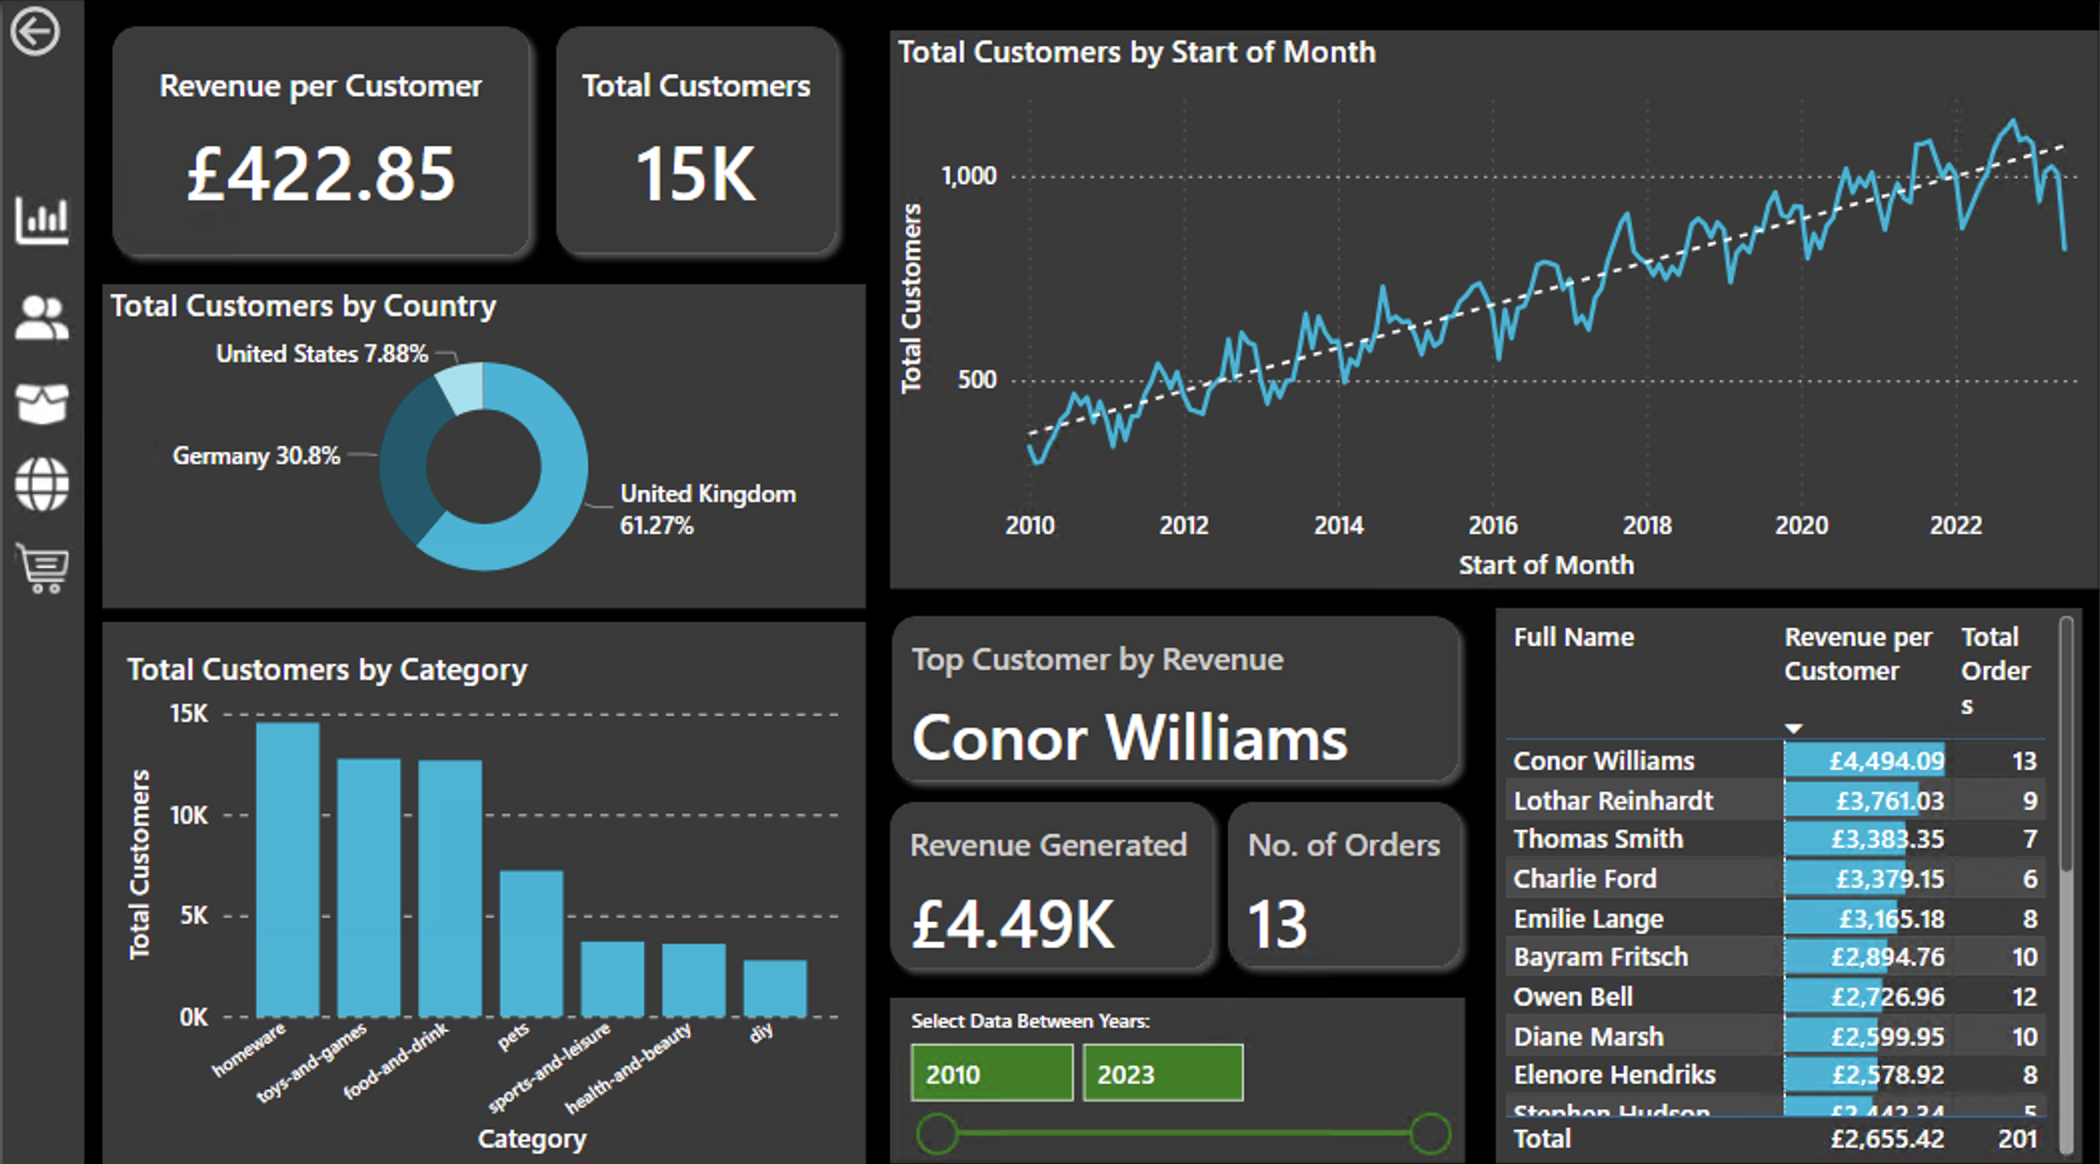 Revenue per Customer
£422.85
Total Customers
15K
Total Customers by Start of Month
Total Customers
1,000
500
2010
2012
2014
2016
2018
2020
2022
Start of Month
Total Customers by Country
United States 7.88%
Germany 30.8%
United Kingdom
61.27%
Total Customers by Category
Total Customers
15K
10K
5K
0K
homeware
toys-and-games
food-and-drink
pets
sports-and-leisure
health-and-beauty
diy
Category
Top Customer by Revenue
Conor Williams
Revenue Generated
£4.49K
No. of Orders
13
Select Data Between Years:
2010
2023
Full Name
Revenue per
Customer
Total
Order
s
Conor Williams £4,494.09 13
Lothar Reinhardt £3,761.03 9
Thomas Smith £3,383.35 7
Charlie Ford £3,379.15 6
Emilie Lange £3,165.18 8
Bayram Fritsch £2,894.76 10
Owen Bell £2,726.96 12
Diane Marsh £2,599.95 10
Elenore Hendriks £2,578.92 8
Stephen Hudson £2,442.34 5
Total £2,655.42 201